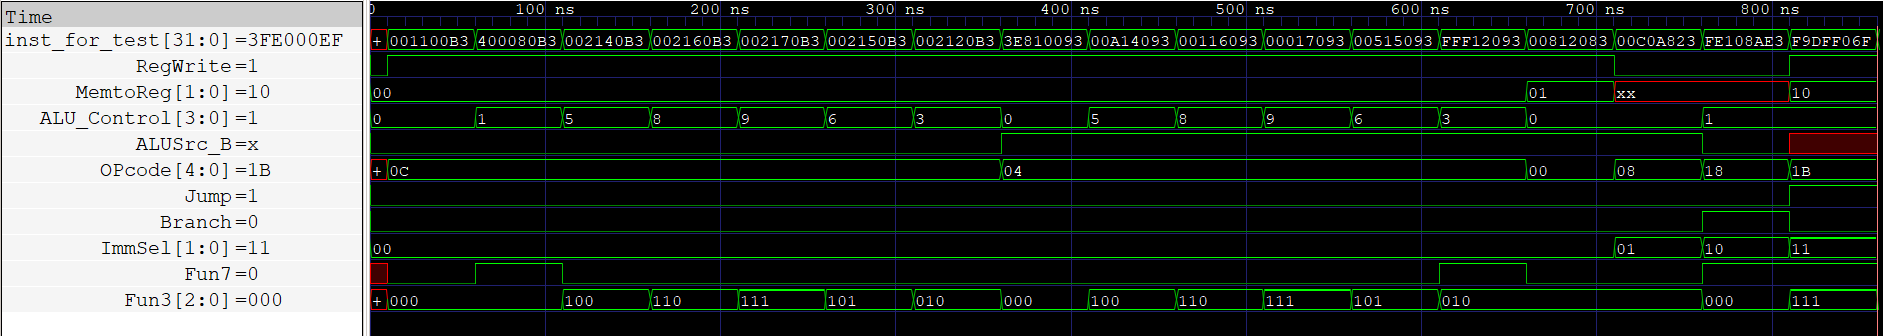 Time 0 100 ns 200 ns 300 ns 400 ns 500 ns 600 ns 700 ns 800 ns
inst_for_test[31:0]=3FE000EF + 001100B3 400080B3 002140B3 002160B3 002170B3 002150B3 002120B3 3E810093 00A14093 00116093 00017093 00515093 FFF12093 00812083 00C0A823 FE108AE3 F9DFF06F
RegWrite=1
MemtoReg[1:0]=10 00 01 xx 10
ALU_Control[3:0]=1 0 1 5 8 9 6 3 0 5 8 9 6 3 0 1
ALUSrc_B=x
OPcode[4:0]=1B + 0C 04 00 08 18 1B
Jump=1
Branch=0
ImmSel[1:0]=11 00 01 10 11
Fun7=0
Fun3[2:0]=000 + 000 100 110 111 101 010 000 100 110 111 101 010 000 111